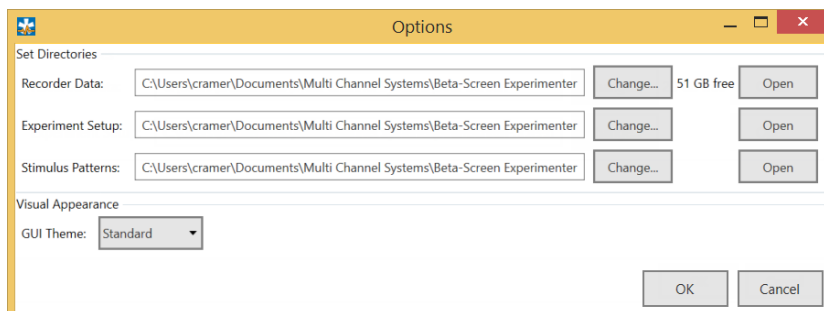 Options
Set Directories
Recorder Data: C:\Users\cramer\Documents\Multi Channel Systems\Beta-Screen Experimenter Change... 51 GB free Open
Experiment Setup: C:\Users\cramer\Documents\Multi Channel Systems\Beta-Screen Experimenter Change... Open
Stimulus Patterns: C:\Users\cramer\Documents\Multi Channel Systems\Beta-Screen Experimenter Change... Open
Visual Appearance
GUI Theme: Standard
OK Cancel